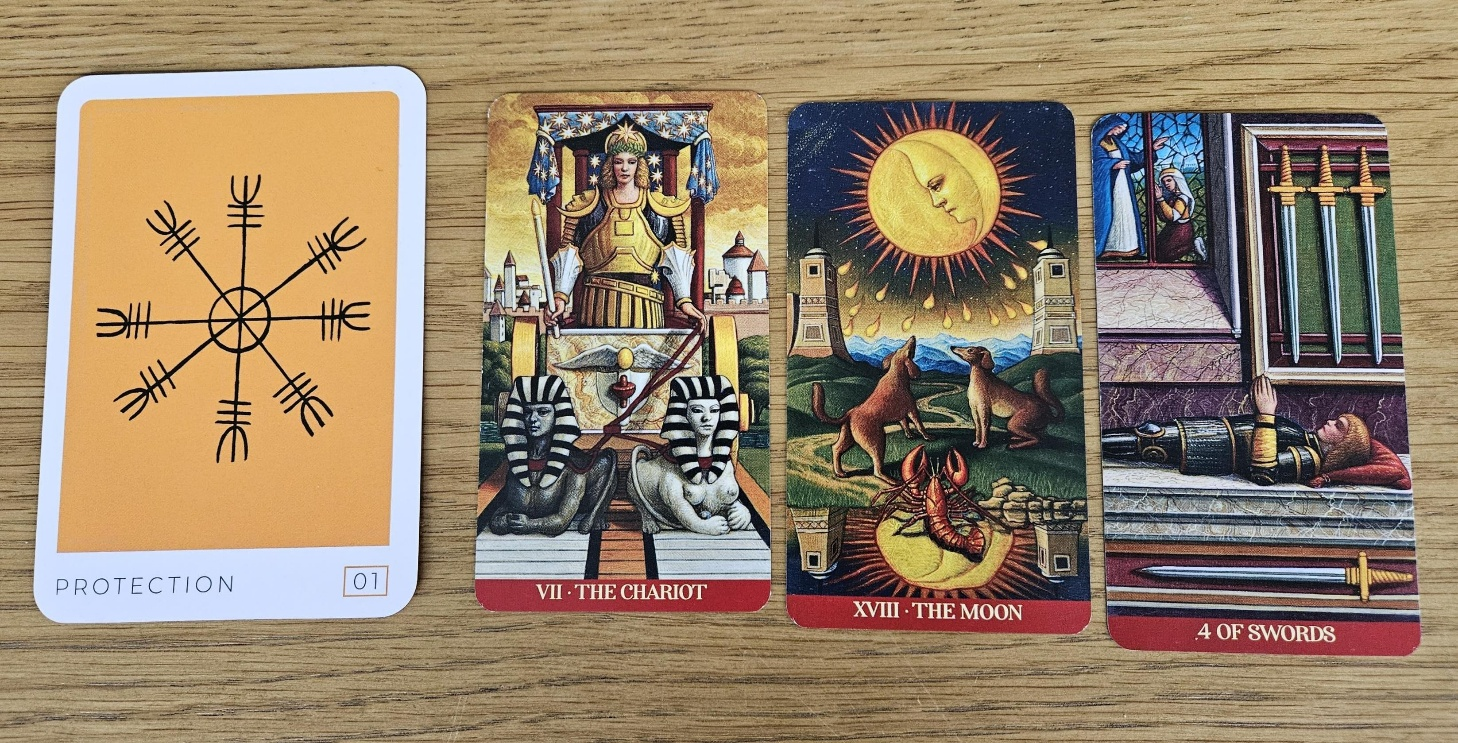 PROTECTION 01
VII · THE CHARIOT
XVIII · THE MOON
4 OF SWORDS